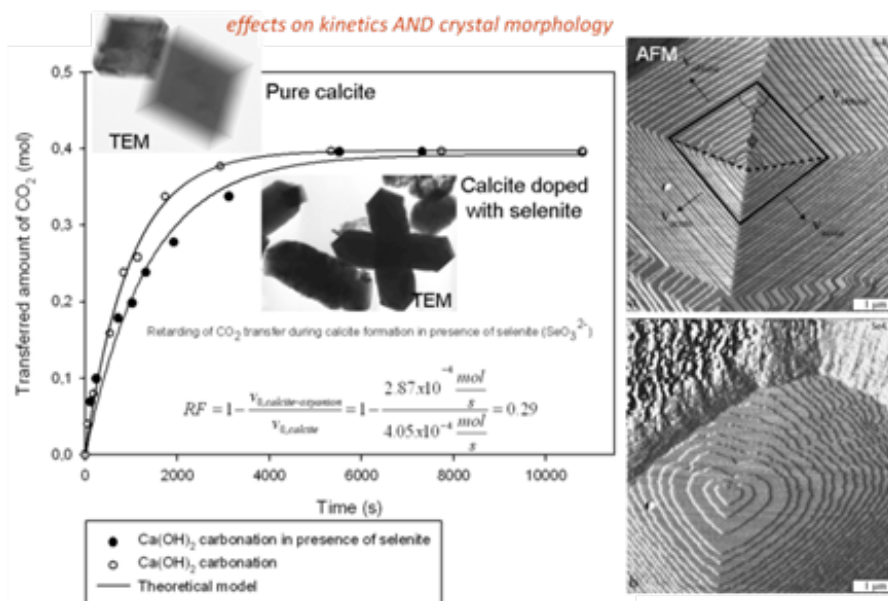 effects on kinetics AND crystal morphology
0,5
0,4
0,3
0,2
0,1
0,0
Transferred amount of CO2 (mol)
Pure calcite
TEM
Calcite doped
with selenite
TEM
Retarding of CO2 transfer during calcite formation in presence of selenite (SeO3 2-)
RF = 1 - v0,calcite-oxyanion / v0,calcite = 1 - 2.87x10^-4 mol/s / 4.05x10^-4 mol/s = 0.29
0 2000 4000 6000 8000 10000
Time (s)
● Ca(OH)2 carbonation in presence of selenite
○ Ca(OH)2 carbonation
— Theoretical model
AFM
1 µm
b
1 µm